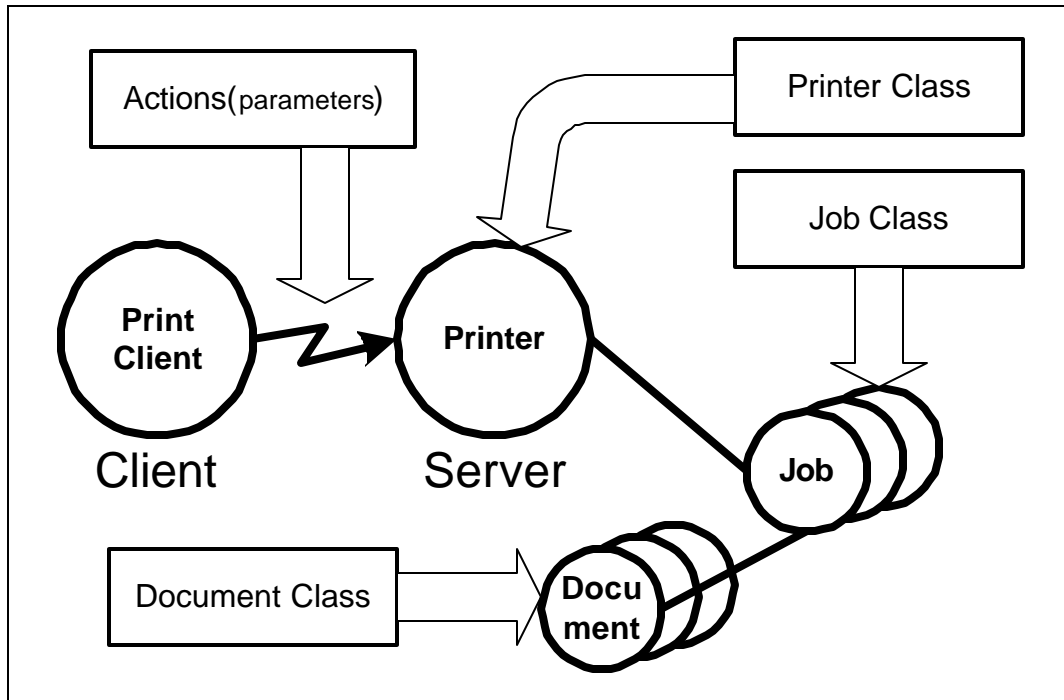 Actions(parameters)
Printer Class
Job Class
Print
Client
Printer
Client
Server
Job
Document Class
Docu
ment